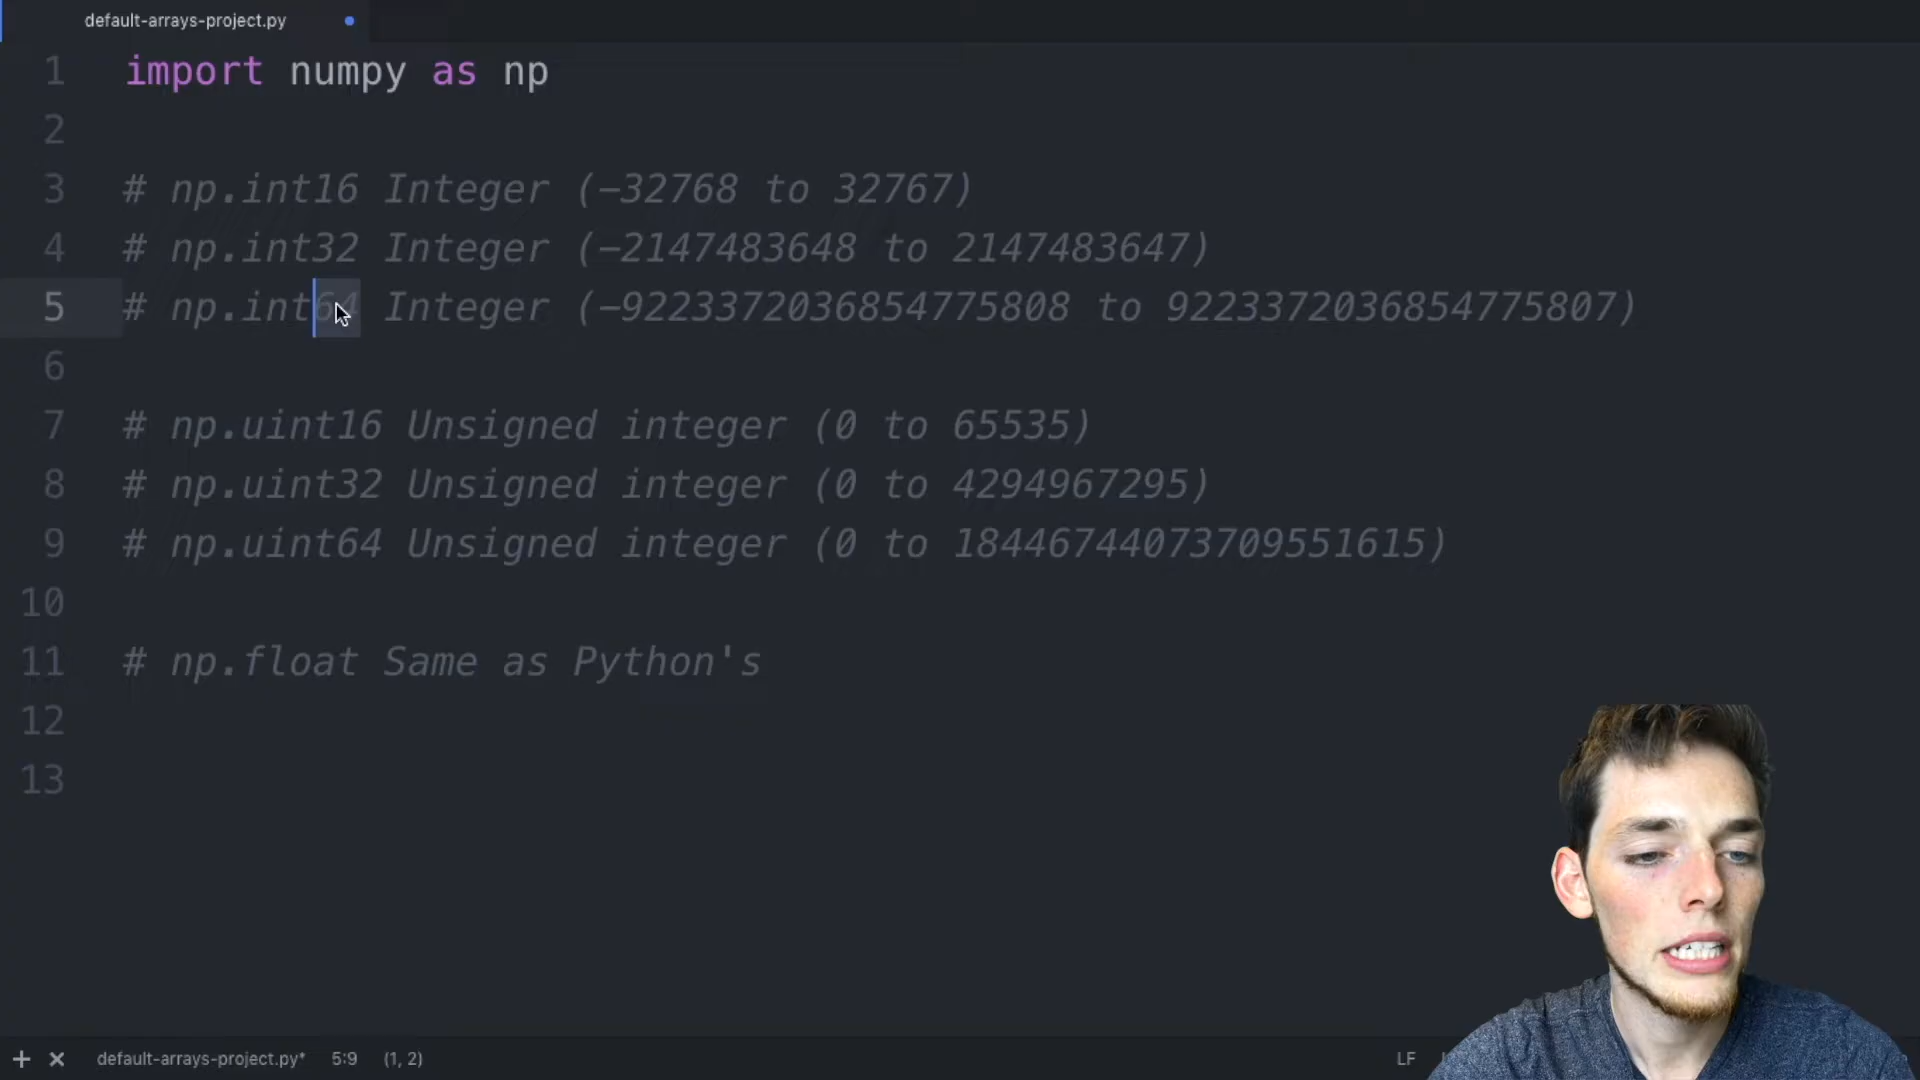 default-arrays-project.py
1 import numpy as np
2
3 # np.int16 Integer (-32768 to 32767)
4 # np.int32 Integer (-2147483648 to 2147483647)
5 # np.int64 Integer (-9223372036854775808 to 9223372036854775807)
6
7 # np.uint16 Unsigned integer (0 to 65535)
8 # np.uint32 Unsigned integer (0 to 4294967295)
9 # np.uint64 Unsigned integer (0 to 18446744073709551615)
10
11 # np.float Same as Python's
12
13
+ × default-arrays-project.py* 5:9 (1, 2) LF